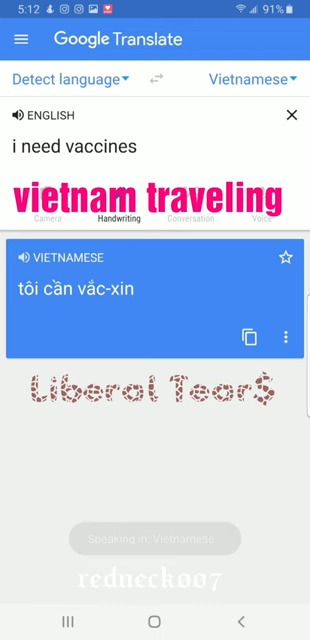 5:12
91%
Google Translate
Detect language
Vietnamese
ENGLISH
i need vaccines
vietnam traveling
Camera
Handwriting
Conversation
Voice
VIETNAMESE
tôi cần vắc-xin
Liberal Tear$
Speaking in: Vietnamese
redneck007